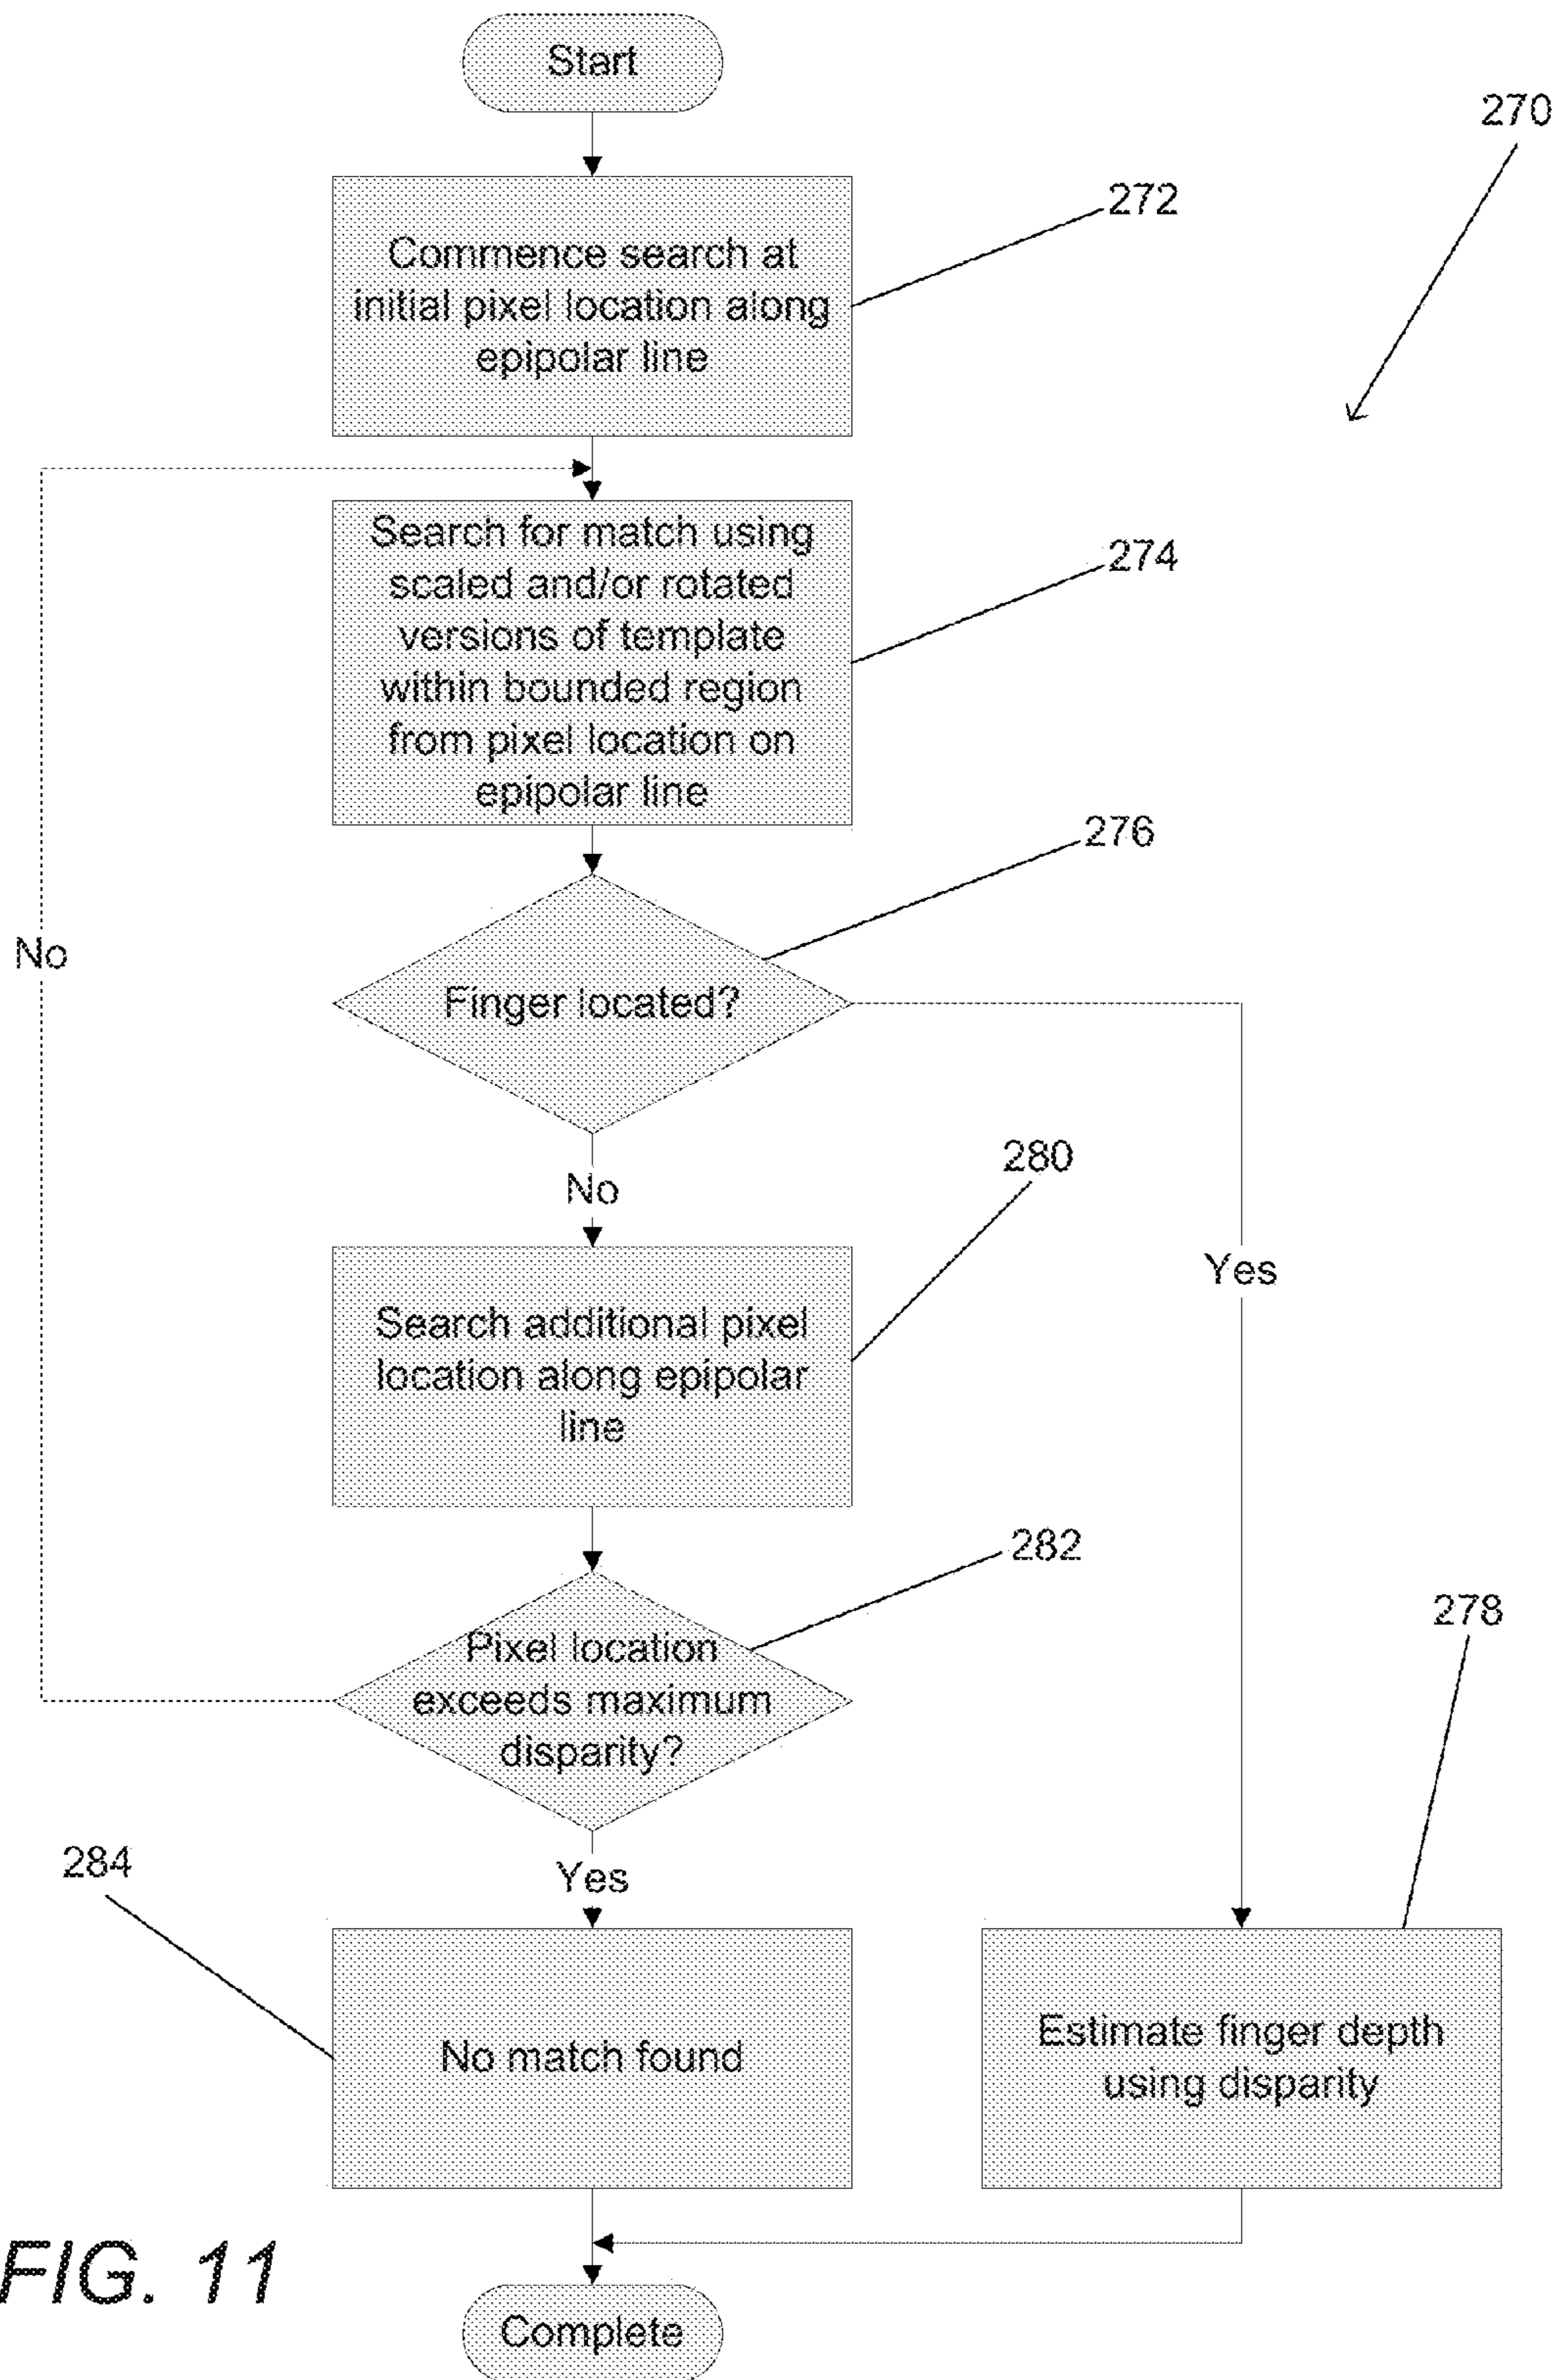 Start
270
272
Commence search at
initial pixel location along
epipolar line
Search for match using
scaled and/or rotated
versions of template
within bounded region
from pixel location on
epipolar line
274
276
No
Finger located?
No
280
Yes
Search additional pixel
location along epipolar
line
282
278
Pixel location
exceeds maximum
disparity?
284
Yes
No match found
Estimate finger depth
using disparity
FIG. 11
Complete